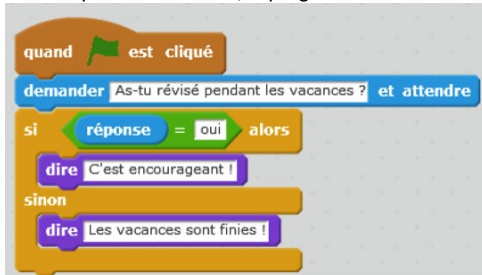 quand est cliqué
demander As-tu révisé pendant les vacances ? et attendre
si réponse = oui alors
dire C'est encourageant !
sinon
dire Les vacances sont finies !